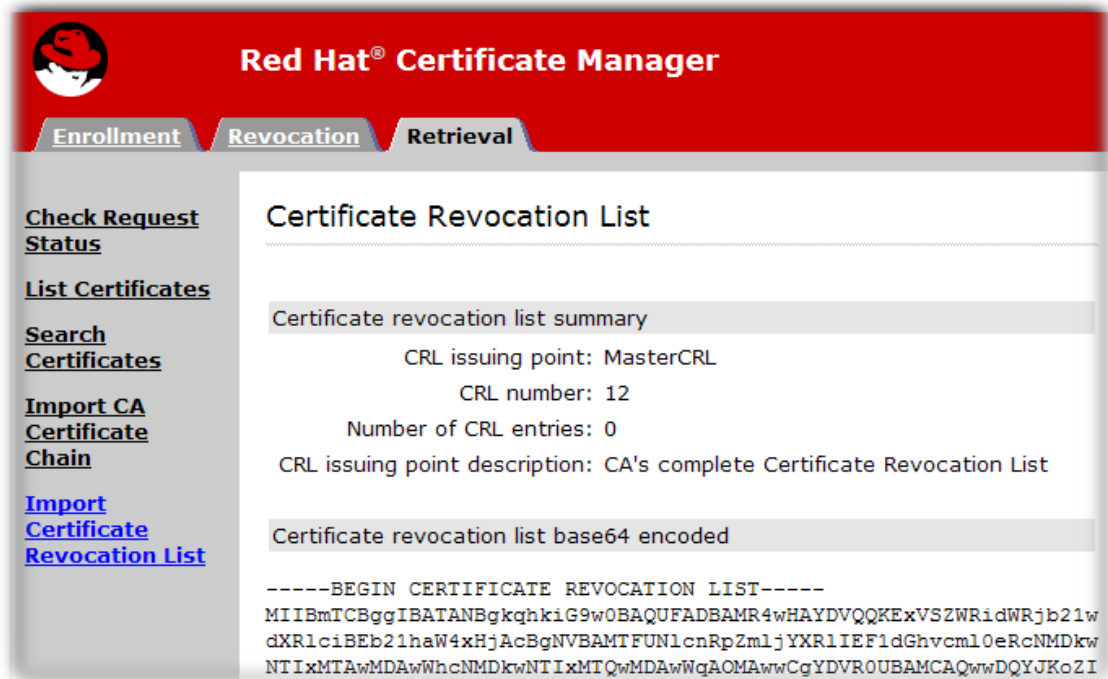 Red Hat® Certificate Manager
Enrollment
Revocation
Retrieval
Check Request
Status
List Certificates
Search
Certificates
Import CA
Certificate
Chain
Import
Certificate
Revocation List
Certificate Revocation List
Certificate revocation list summary
CRL issuing point: MasterCRL
CRL number: 12
Number of CRL entries: 0
CRL issuing point description: CA's complete Certificate Revocation List
Certificate revocation list base64 encoded
-----BEGIN CERTIFICATE REVOCATION LIST-----
MIIBmTCBggIBATANBgkqhkiG9w0BAQUFADBAMR4wHAYDVQQKExVSZWRidWRjb21w
dXRlciBEb21haW4xHjAcBgNVBAMTFUNlcnRpZmljYXRlIEF1dGhvcml0eRcNMDkw
NTIxMTAwMDAwWhcNMDkwNTIxMTQwMDAwWqAOMAwwCgYDVR0UBAMCAQwwDQYJKoZI